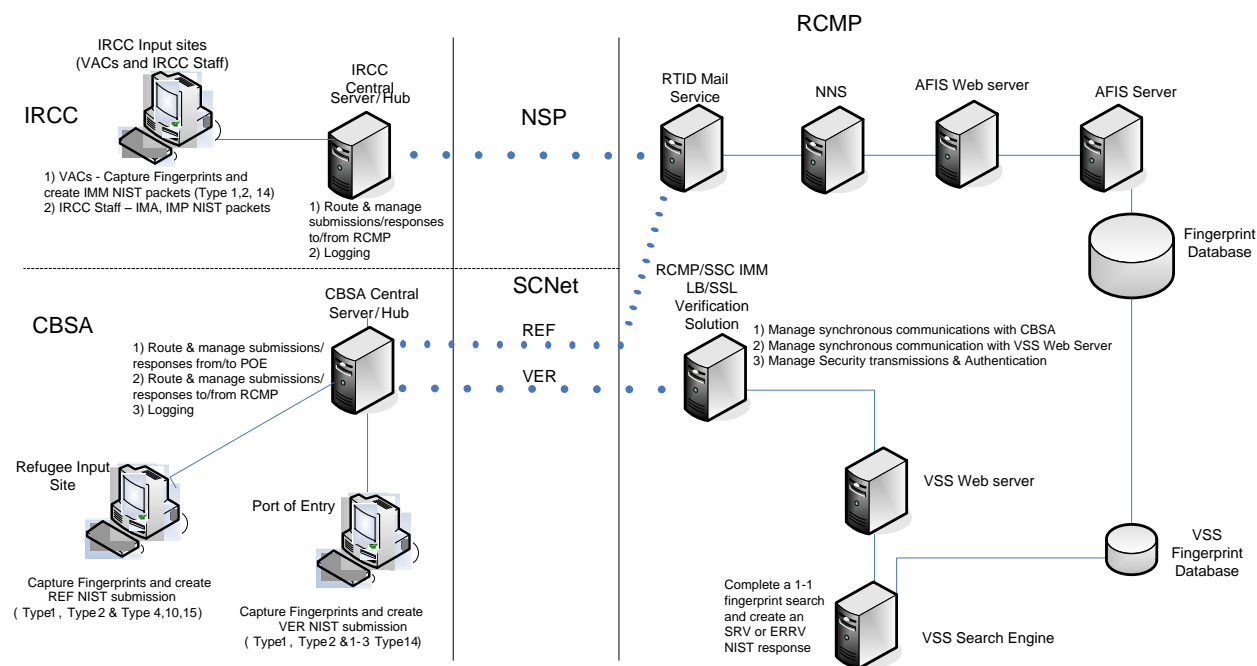 RCMP
IRCC Input sites
(VACs and IRCC Staff)
IRCC
IRCC
Central
Server/Hub
NSP
RTID Mail
Service
NNS
AFIS Web server
AFIS Server
1) VACs - Capture Fingerprints and
create IMM NIST packets (Type 1,2, 14)
2) IRCC Staff – IMA, IMP NIST packets
1) Route & manage
submissions/responses
to/from RCMP
2) Logging
Fingerprint
Database
CBSA
CBSA Central
Server/Hub
SCNet
REF
VER
RCMP/SSC IMM
LB/SSL
Verification
Solution
1) Manage synchronous communications with CBSA
2) Manage synchronous communication with VSS Web Server
3) Manage Security transmissions & Authentication
1) Route & manage submissions/
responses from/to POE
2) Route & manage submissions/
responses to/from RCMP
3) Logging
Refugee Input
Site
Port of Entry
VSS Web server
VSS
Fingerprint
Database
Capture Fingerprints and create
REF NIST submission
( Type1, Type2 & Type 4,10,15)
Capture Fingerprints and create
VER NIST submission
( Type1, Type2 &1-3 Type14)
Complete a 1-1
fingerprint search
and create an
SRV or ERRV
NIST response
VSS Search Engine